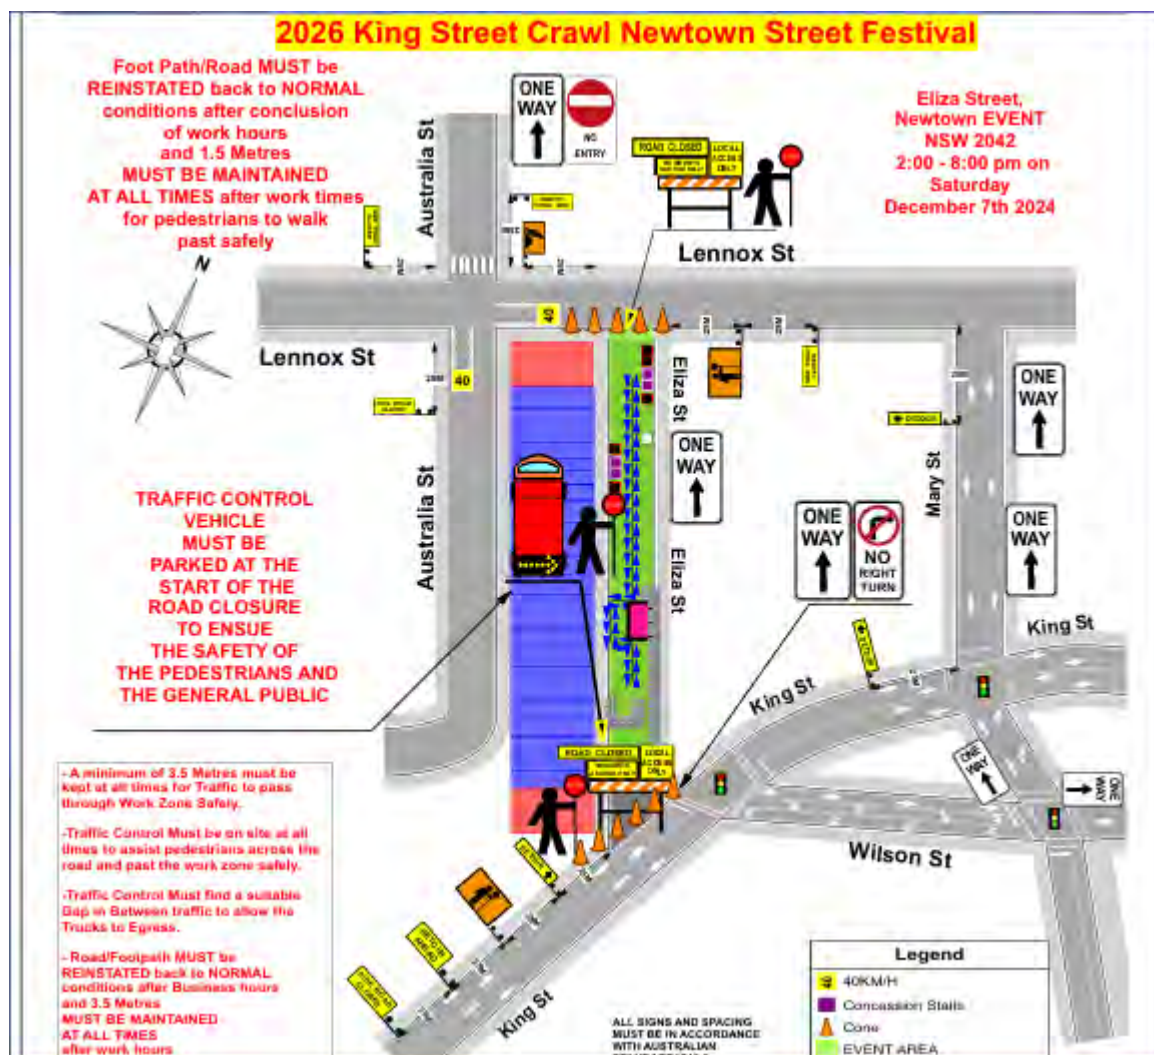 2026 King Street Crawl Newtown Street Festival
Foot Path/Road MUST be
REINSTATED back to NORMAL
conditions after conclusion
of work hours
and 1.5 Metres
MUST BE MAINTAINED
AT ALL TIMES after work times
for pedestrians to walk
past safely
Eliza Street,
Newtown EVENT
NSW 2042
2:00 - 8:00 pm on
Saturday
December 7th 2024
ONE
WAY
NO
ENTRY
Australia St
ROAD CLOSED
LOCAL
ACCESS
ONLY
N
Lennox St
Lennox St
40
40
Eliza St
ONE
WAY
Eliza St
Mary St
ONE
WAY
ONE
WAY
ONE
WAY
NO
RIGHT
TURN
Australia St
TRAFFIC CONTROL
VEHICLE
MUST BE
PARKED AT THE
START OF THE
ROAD CLOSURE
TO ENSUE
THE SAFETY OF
THE PEDESTRIANS AND
THE GENERAL PUBLIC
King St
King St
ROAD CLOSED
LOCAL
ACCESS
ONLY
ONE
WAY
ONE
WAY
Wilson St
- A minimum of 3.5 Metres must be
kept at all times for Traffic to pass
through Work Zone Safely.
-Traffic Control Must be on site at all
times to assist pedestrians across the
road and past the work zone safely.
-Traffic Control Must find a suitable
Gap in Between traffic to allow the
Trucks to Egress.
- Road/Footpath MUST be
REINSTATED back to NORMAL
conditions after Business hours
and 3.5 Metres
MUST BE MAINTAINED
AT ALL TIMES
after work hours
King St
ALL SIGNS AND SPACING
MUST BE IN ACCORDANCE
WITH AUSTRALIAN
Legend
40
40KM/H
Concassion Stalls
Cone
EVENT AREA